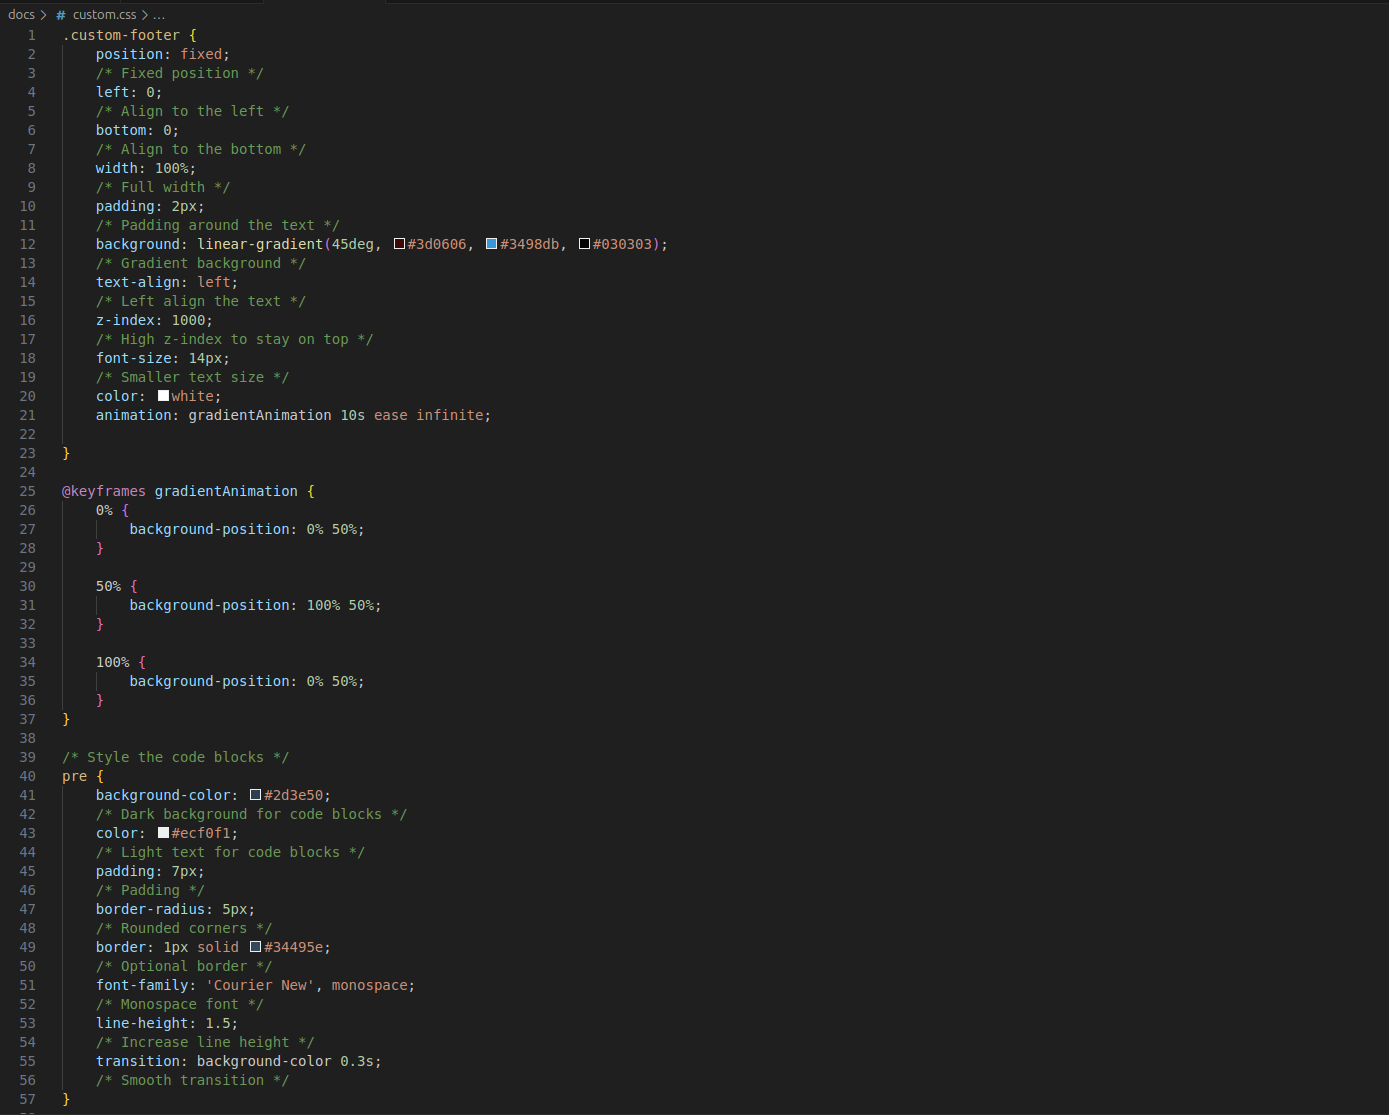 docs > # custom.css > ...
1 .custom-footer {
2     position: fixed;
3     /* Fixed position */
4     left: 0;
5     /* Align to the left */
6     bottom: 0;
7     /* Align to the bottom */
8     width: 100%;
9     /* Full width */
10     padding: 2px;
11     /* Padding around the text */
12     background: linear-gradient(45deg, #3d0606, #3498db, #030303);
13     /* Gradient background */
14     text-align: left;
15     /* Left align the text */
16     z-index: 1000;
17     /* High z-index to stay on top */
18     font-size: 14px;
19     /* Smaller text size */
20     color: white;
21     animation: gradientAnimation 10s ease infinite;
22
23 }
24
25 @keyframes gradientAnimation {
26     0% {
27         background-position: 0% 50%;
28     }
29
30     50% {
31         background-position: 100% 50%;
32     }
33
34     100% {
35         background-position: 0% 50%;
36     }
37 }
38
39 /* Style the code blocks */
40 pre {
41     background-color: #2d3e50;
42     /* Dark background for code blocks */
43     color: #ecf0f1;
44     /* Light text for code blocks */
45     padding: 7px;
46     /* Padding */
47     border-radius: 5px;
48     /* Rounded corners */
49     border: 1px solid #34495e;
50     /* Optional border */
51     font-family: 'Courier New', monospace;
52     /* Monospace font */
53     line-height: 1.5;
54     /* Increase line height */
55     transition: background-color 0.3s;
56     /* Smooth transition */
57 }